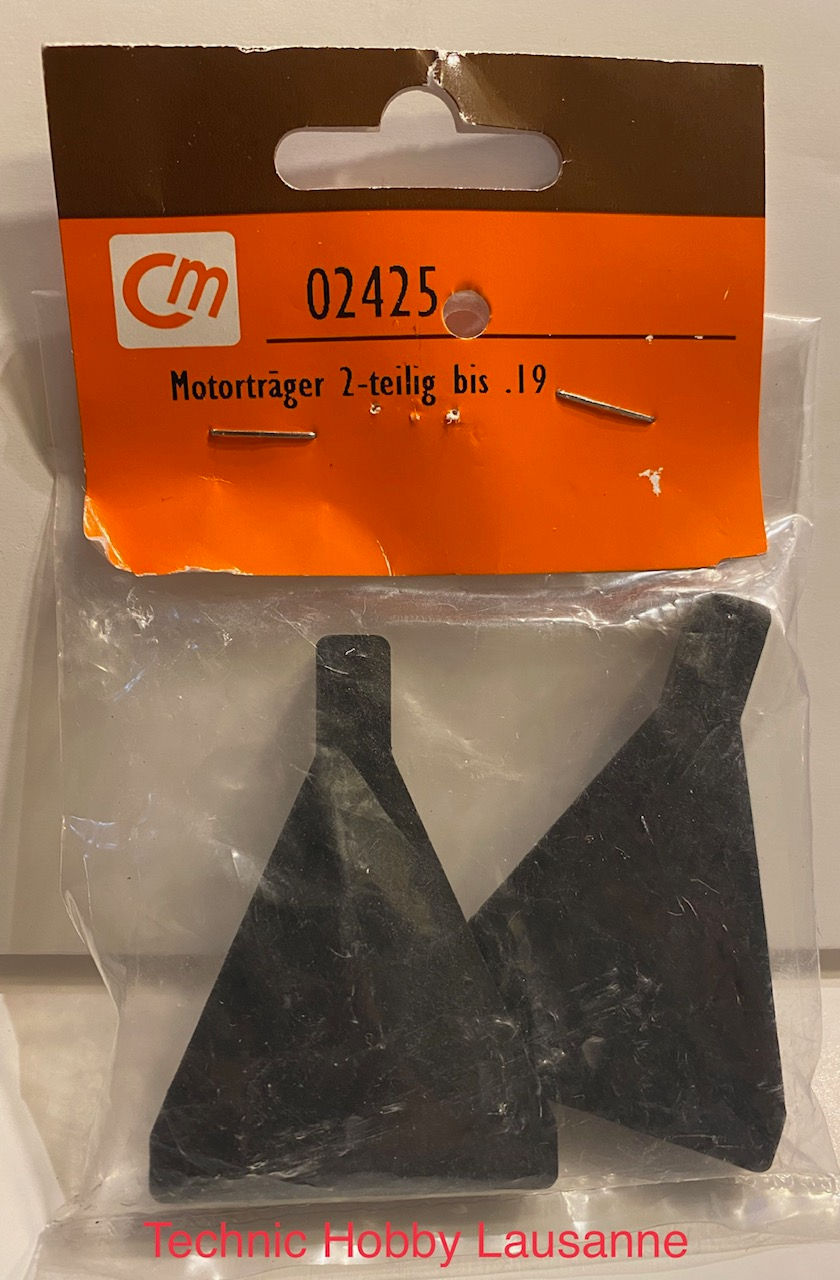 Cm
02425
Motorträger 2-teilig bis .19
Technic Hobby Lausanne